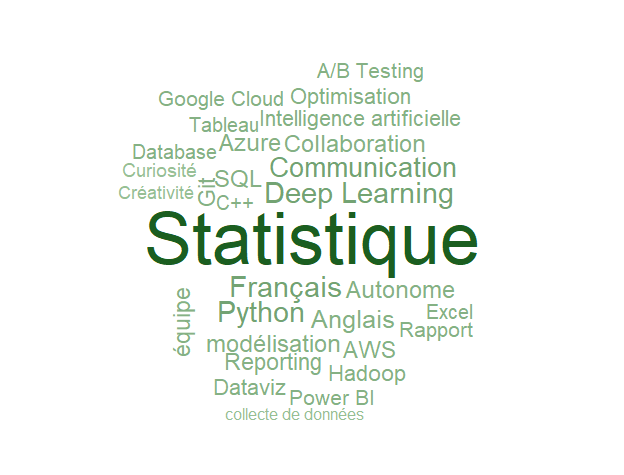 A/B Testing
Google Cloud
Optimisation
Tableau
Intelligence artificielle
Database
Azure
Collaboration
Curiosité
Communication
Git
SQL
Deep Learning
Créativité
C++
Statistique
Français
Autonome
équipe
Python
Anglais
Excel
Rapport
modélisation
AWS
Reporting
Hadoop
Dataviz
Power BI
collecte de données